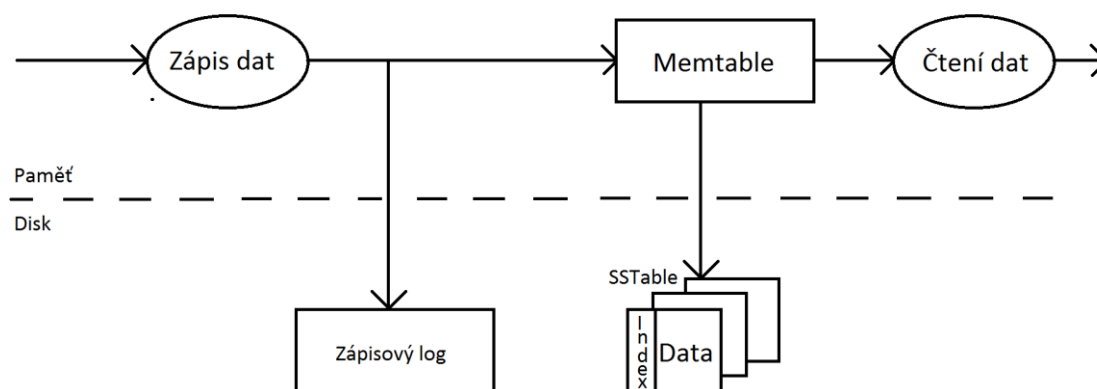 Zápis dat
Memtable
Čtení dat
Paměť
Disk
SSTable
Zápisový log
Index
Data